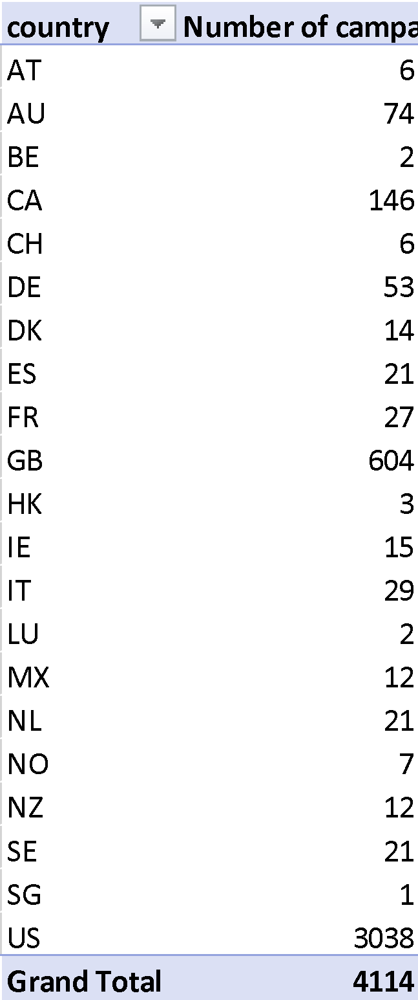 country Number of campa
AT 6
AU 74
BE 2
CA 146
CH 6
DE 53
DK 14
ES 21
FR 27
GB 604
HK 3
IE 15
IT 29
LU 2
MX 12
NL 21
NO 7
NZ 12
SE 21
SG 1
US 3038
Grand Total 4114